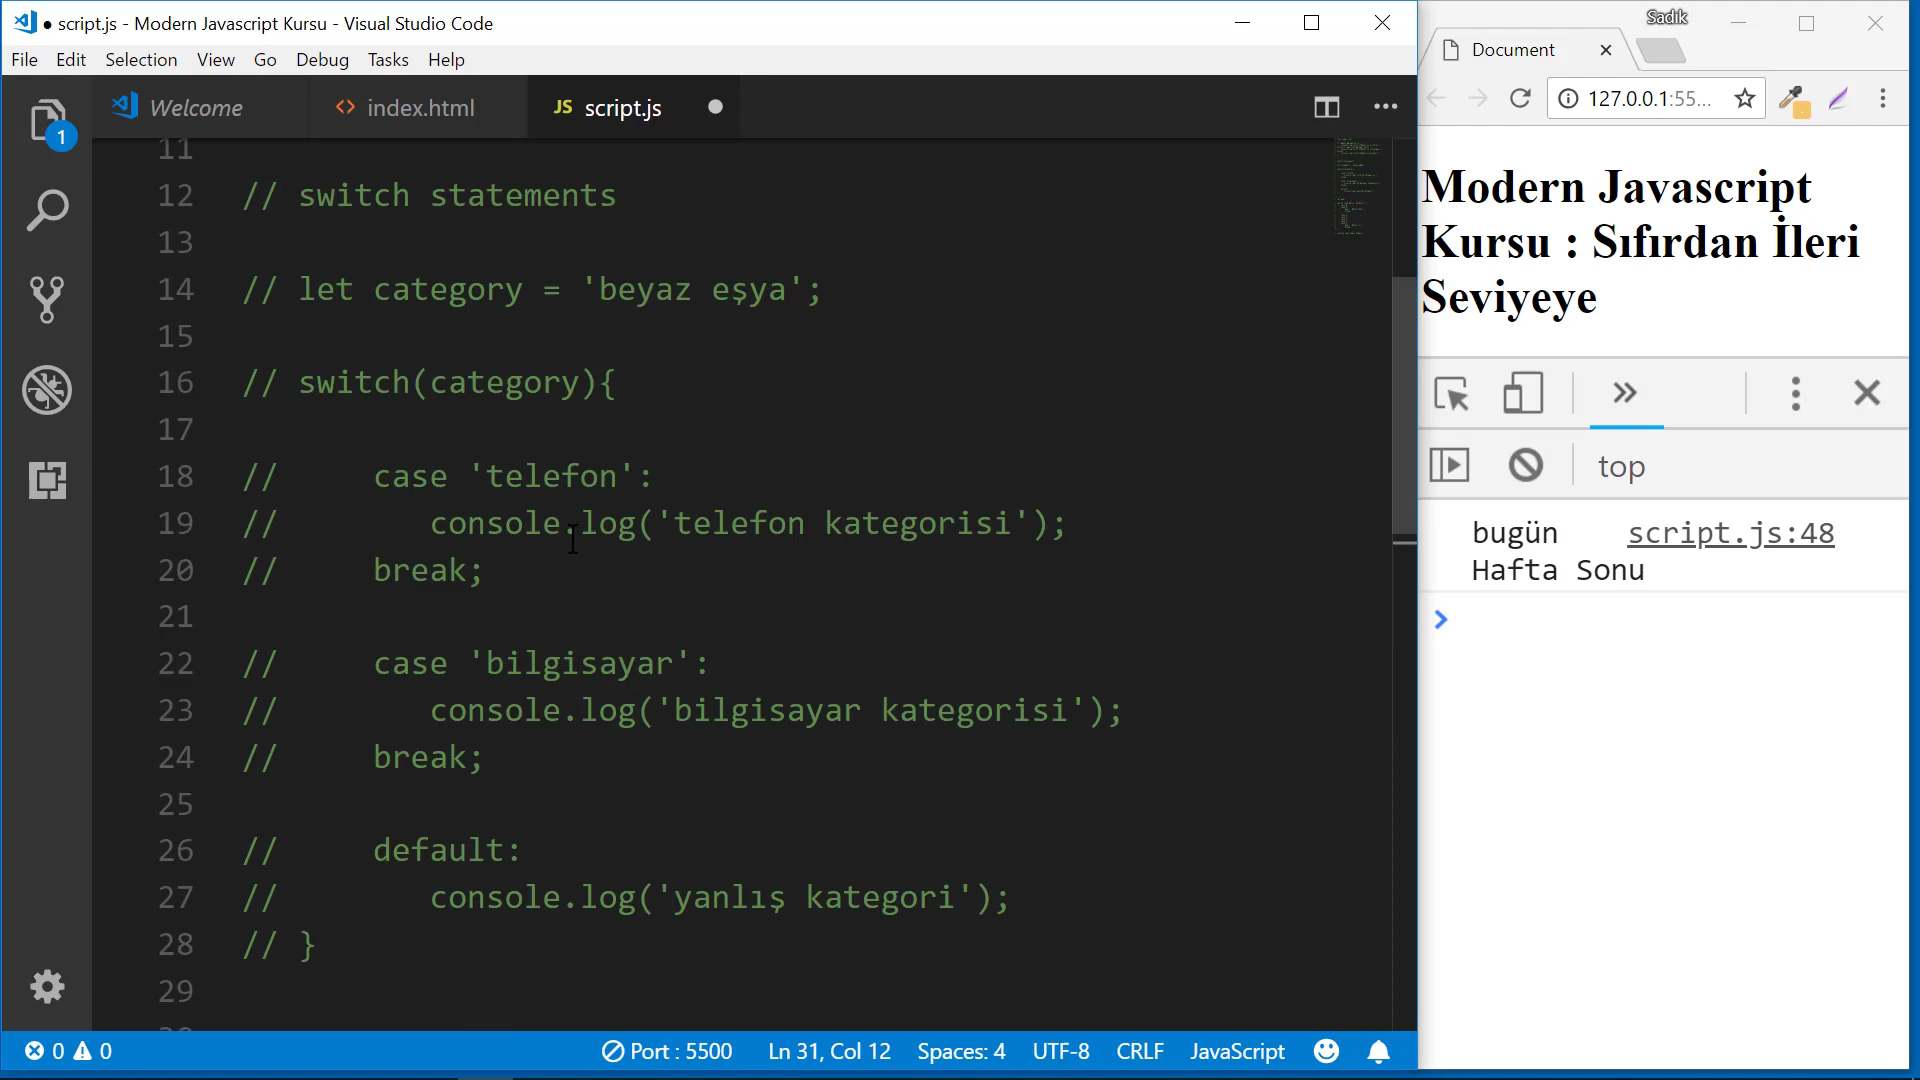 ● script.js - Modern Javascript Kursu - Visual Studio Code
File Edit Selection View Go Debug Tasks Help
1
Welcome
<> index.html
JS script.js ●
11
12 // switch statements
13
14 // let category = 'beyaz eşya';
15
16 // switch(category){
17
18 //     case 'telefon':
19 //        console.log('telefon kategorisi');
20 //     break;
21
22 //     case 'bilgisayar':
23 //        console.log('bilgisayar kategorisi');
24 //     break;
25
26 //     default:
27 //        console.log('yanlış kategori');
28 // }
29
0 0 Port : 5500 Ln 31, Col 12 Spaces: 4 UTF-8 CRLF JavaScript
Sadık
Document
127.0.0.1:55...
Modern Javascript
Kursu : Sıfırdan İleri
Seviyeye
top
bugün script.js:48
Hafta Sonu